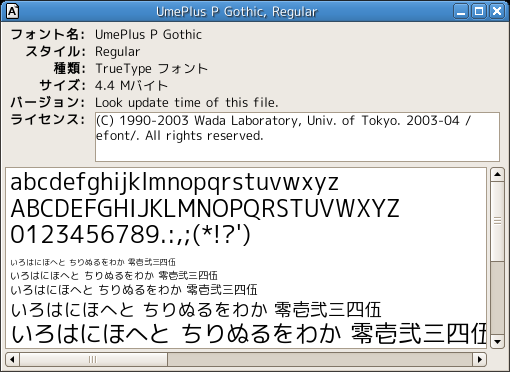 UmePlus P Gothic, Regular
フォント名: UmePlus P Gothic
スタイル: Regular
種類: TrueType フォント
サイズ: 4.4 Mバイト
バージョン: Look update time of this file.
ライセンス: (C) 1990-2003 Wada Laboratory, Univ. of Tokyo. 2003-04 /
efont/. All rights reserved.
abcdefghijklmnopqrstuvwxyz
ABCDEFGHIJKLMNOPQRSTUVWXYZ
0123456789.:,;(*!?')
いろはにほへと ちりぬるをわか 零壱弐三四伍
いろはにほへと ちりぬるをわか 零壱弐三四伍
いろはにほへと ちりぬるをわか 零壱弐三四伍
いろはにほへと ちりぬるをわか 零壱弐三四伍
いろはにほへと ちりぬるをわか 零壱弐三四伍